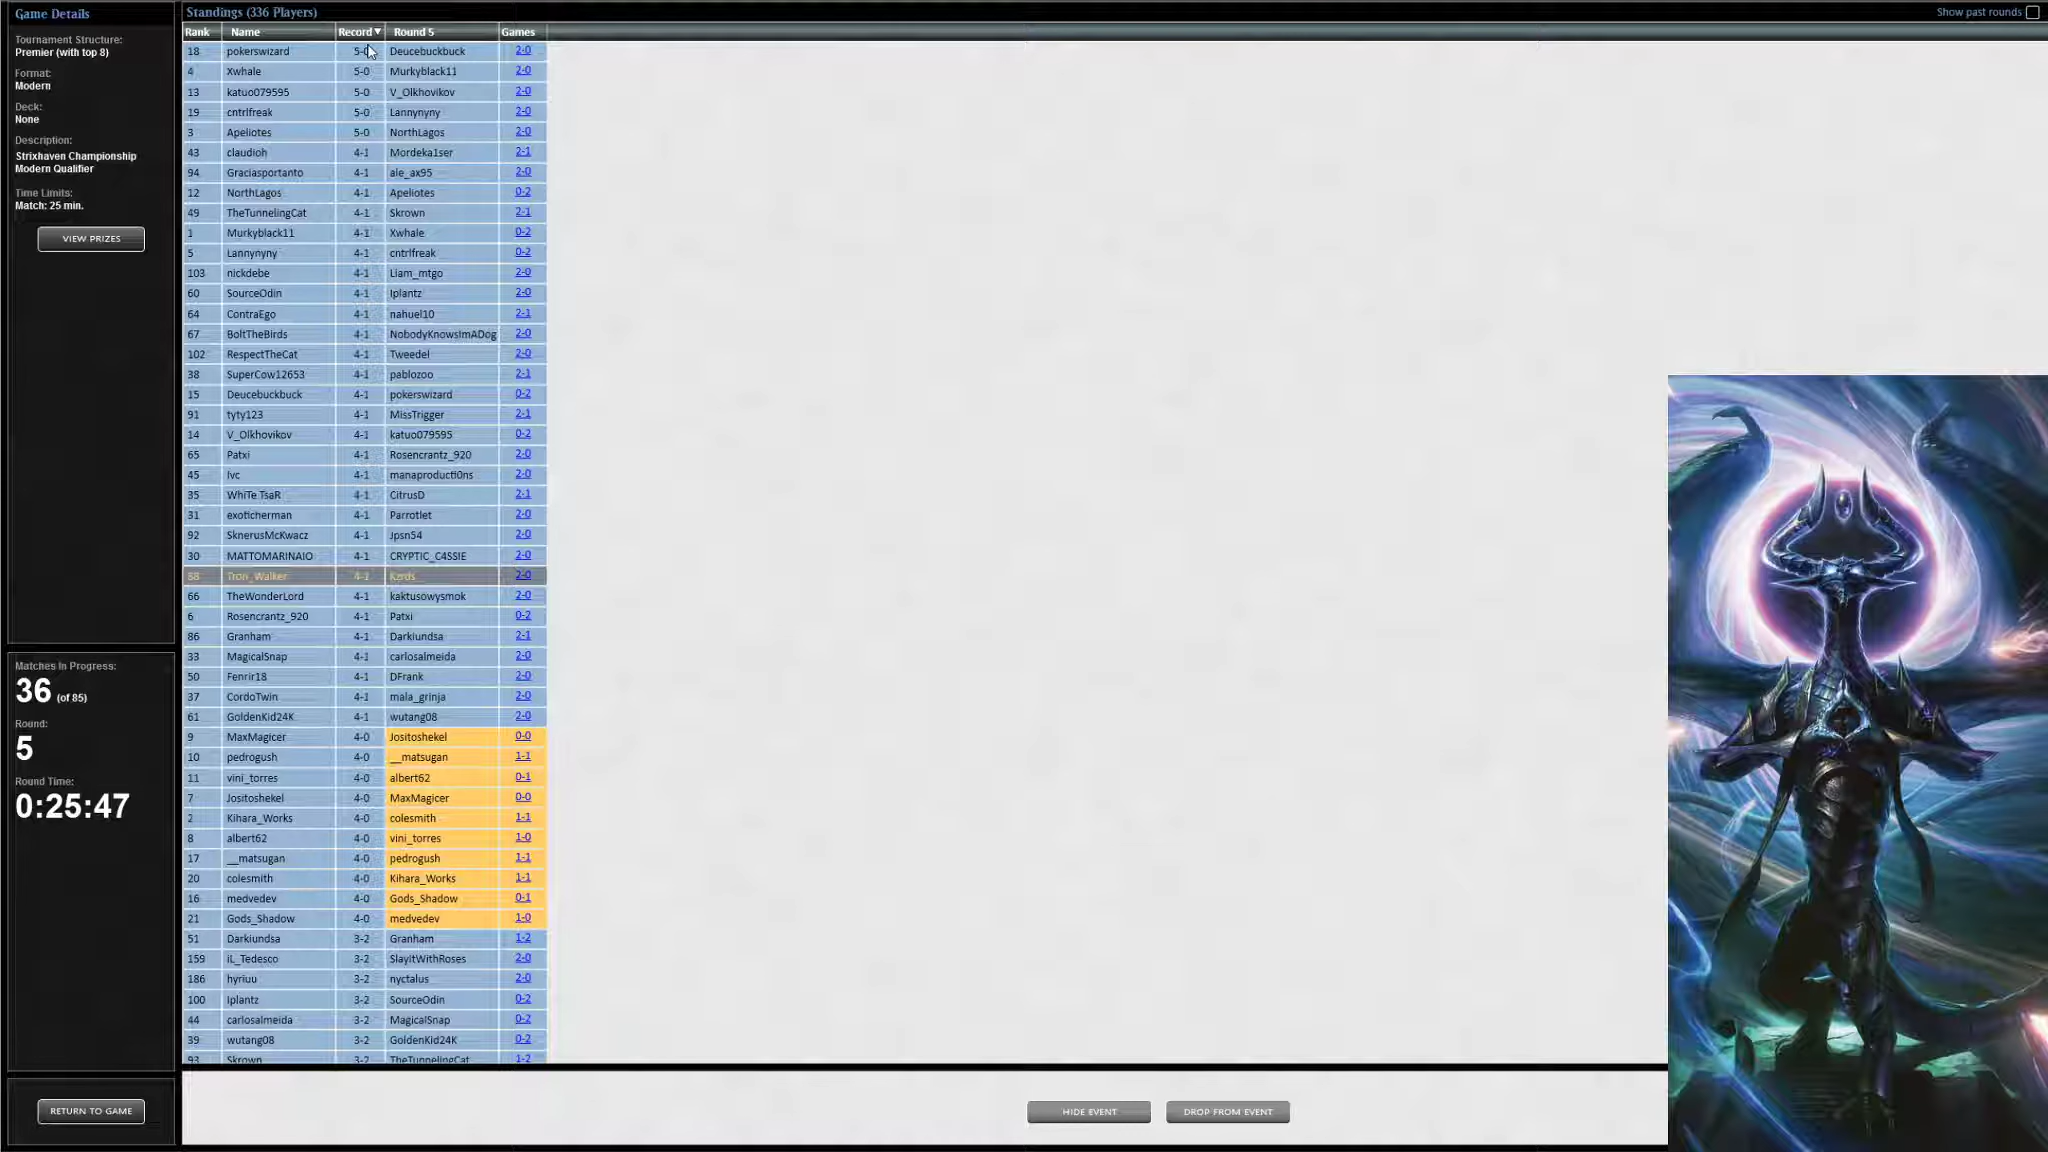 Game Details
Tournament Structure:
Premier (with top 8)
Format:
Modern
Deck:
None
Description:
Strixhaven Championship
Modern Qualifier
Time Limits:
Match: 25 min.
VIEW PRIZES
Matches In Progress:
36 (of 85)
Round:
5
Round Time:
0:25:47
RETURN TO GAME
Standings (336 Players)
Show past rounds
Rank Name Record Round 5 Games
18 pokerswizard 5-0 Deucebuckbuck 2-0
4 Xwhale 5-0 Murkyblack11 2-0
13 katuo079595 5-0 V_Olkhovikov 2-0
19 cntrlfreak 5-0 Lannynyny 2-0
3 Apeliotes 5-0 NorthLagos 2-0
43 claudioh 4-1 Mordeka1ser 2-1
94 Graciasportanto 4-1 ale_ax95 2-0
12 NorthLagos 4-1 Apeliotes 0-2
49 TheTunnelingCat 4-1 Skrown 2-1
1 Murkyblack11 4-1 Xwhale 0-2
5 Lannynyny 4-1 cntrlfreak 0-2
103 nickdebe 4-1 Liam_mtgo 2-0
60 SourceOdin 4-1 Iplantz 2-0
64 ContraEgo 4-1 nahuel10 2-1
67 BoltTheBirds 4-1 NobodyKnowsImADog 2-0
102 RespectTheCat 4-1 Tweedel 2-0
38 SuperCow12653 4-1 pablozoo 2-1
15 Deucebuckbuck 4-1 pokerswizard 0-2
91 tyty123 4-1 MissTrigger 2-1
14 V_Olkhovikov 4-1 katuo079595 0-2
65 Patxi 4-1 Rosencrantz_920 2-0
45 lvc 4-1 manaproducti0ns 2-0
35 WhiTe TsaR 4-1 CitrusD 2-1
31 exoticherman 4-1 Parrotlet 2-0
92 SknerusMcKwacz 4-1 Jpsn54 2-0
30 MATTOMARINAIO 4-1 CRYPTIC_C4SSIE 2-0
58 Tron_Walker 4-1 Kzrds 2-0
66 TheWonderLord 4-1 kaktusowysmok 2-0
6 Rosencrantz_920 4-1 Patxi 0-2
86 Granham 4-1 Darkiundsa 2-1
33 MagicalSnap 4-1 carlosalmeida 2-0
50 Fenrir18 4-1 DFrank 2-0
37 CordoTwin 4-1 mala_grinja 2-0
61 GoldenKid24K 4-1 wutang08 2-0
9 MaxMagicer 4-0 Jositoshekel 0-0
10 pedrogush 4-0 __matsugan 1-1
11 vini_torres 4-0 albert62 0-1
7 Jositoshekel 4-0 MaxMagicer 0-0
2 Kihara_Works 4-0 colesmith 1-1
8 albert62 4-0 vini_torres 1-0
17 __matsugan 4-0 pedrogush 1-1
20 colesmith 4-0 Kihara_Works 1-1
16 medvedev 4-0 Gods_Shadow 0-1
21 Gods_Shadow 4-0 medvedev 1-0
51 Darkiundsa 3-2 Granham 1-2
159 iL_Tedesco 3-2 SlayItWithRoses 2-0
186 hyriuu 3-2 nyctalus 2-0
100 Iplantz 3-2 SourceOdin 0-2
44 carlosalmeida 3-2 MagicalSnap 0-2
39 wutang08 3-2 GoldenKid24K 0-2
93 Skrown 3-2 TheTunnelingCat 1-2
HIDE EVENT
DROP FROM EVENT